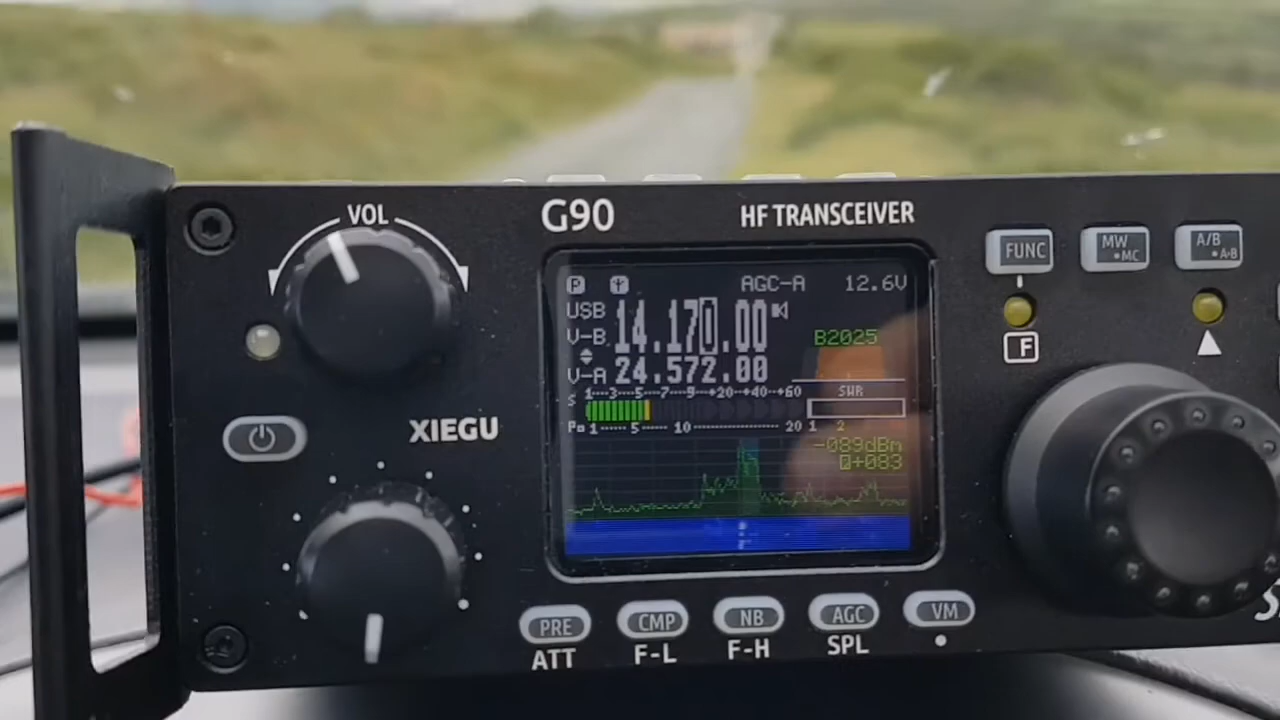 VOL
G90
HF TRANSCEIVER
FUNC
MW
•MC
A/B
•A=B
F
P
AGC-A
12.6V
USB
14.170.00
V-B
B2025
V-A
24.572.00
S
1--3--5--7--9--+20--+40--+60
SWR
Po
1-----5-----10-----------20
1
2
-089dBm
+083
XIEGU
PRE
CMP
NB
AGC
VM
ATT
F-L
F-H
SPL